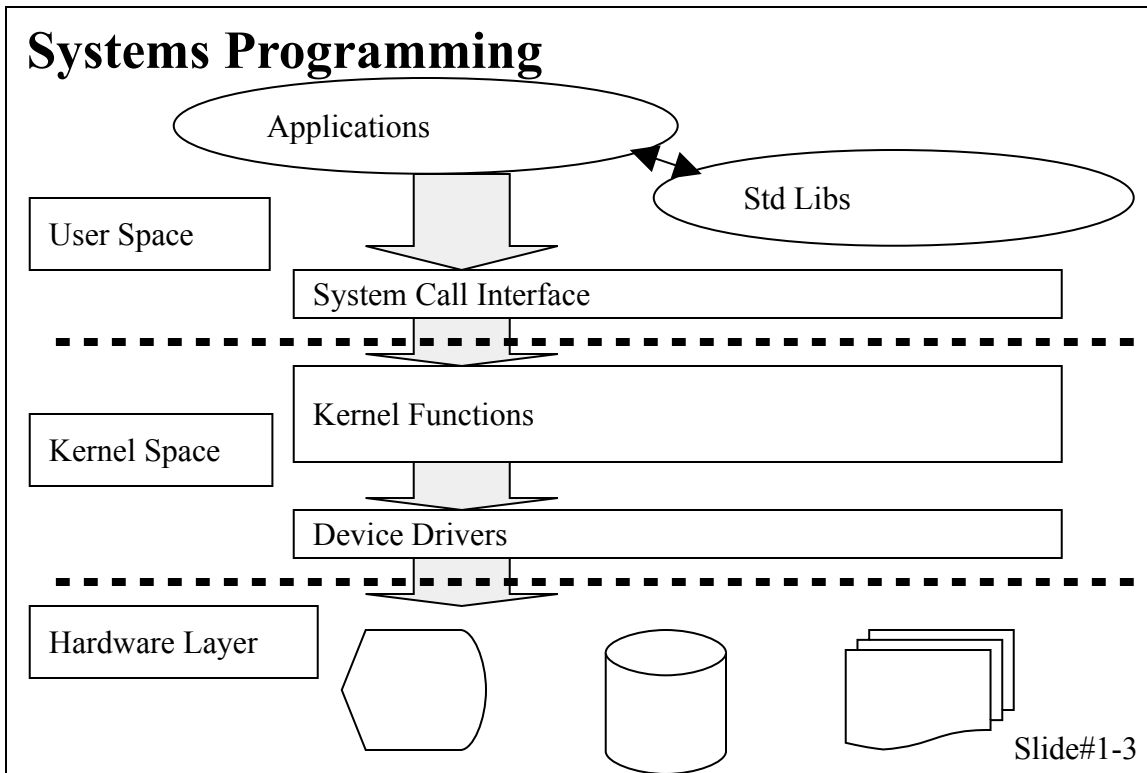 Systems Programming
Applications
Std Libs
User Space
System Call Interface
Kernel Functions
Kernel Space
Device Drivers
Hardware Layer
Slide#1-3